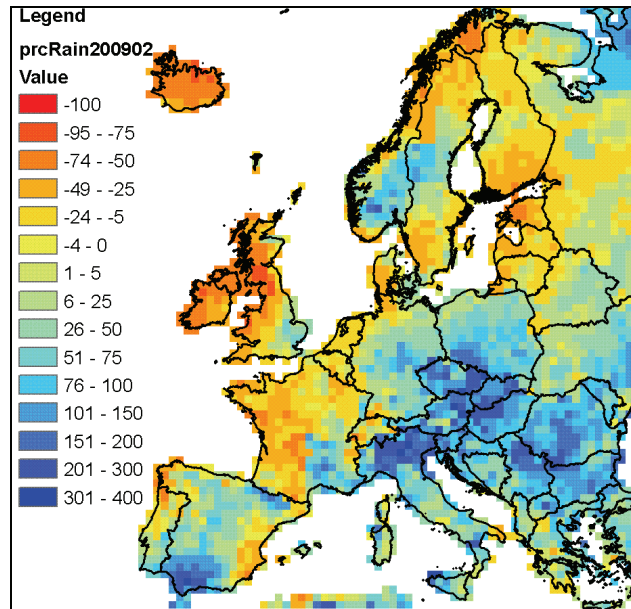 Legend
prcRain200902
Value
-100
-95 - -75
-74 - -50
-49 - -25
-24 - -5
-4 - 0
1 - 5
6 - 25
26 - 50
51 - 75
76 - 100
101 - 150
151 - 200
201 - 300
301 - 400